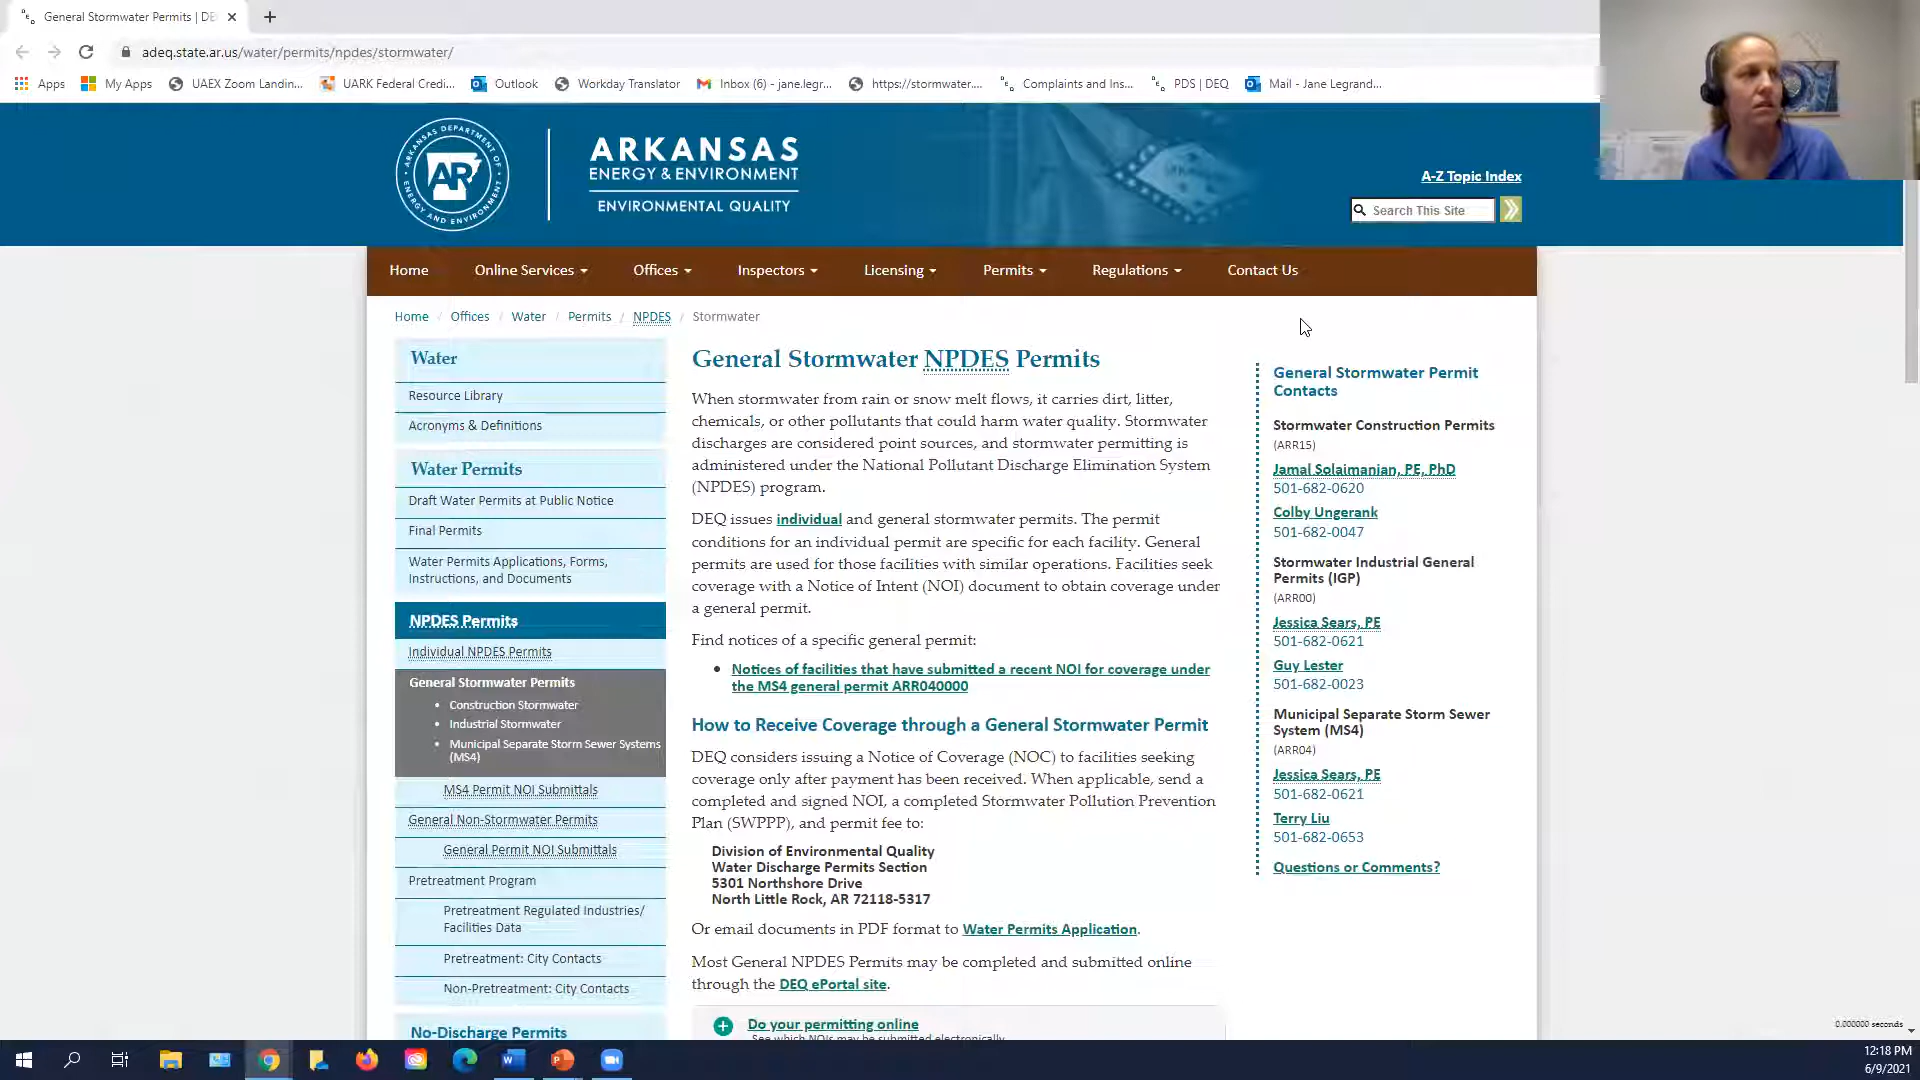 General Stormwater Permits | DE
adeq.state.ar.us/water/permits/npdes/stormwater/
Apps
My Apps
UAEX Zoom Landin...
UARK Federal Credi...
Outlook
Workday Translator
Inbox (6) - jane.legr...
https://stormwater....
Complaints and Ins...
PDS | DEQ
Mail - Jane Legrand...
ARKANSAS DEPARTMENT OF
AR
ENERGY AND ENVIRONMENT
ARKANSAS
ENERGY & ENVIRONMENT
ENVIRONMENTAL QUALITY
A-Z Topic Index
Search This Site
Home
Online Services
Offices
Inspectors
Licensing
Permits
Regulations
Contact Us
Home / Offices / Water / Permits / NPDES / Stormwater
Water
Resource Library
Acronyms & Definitions
Water Permits
Draft Water Permits at Public Notice
Final Permits
Water Permits Applications, Forms,
Instructions, and Documents
NPDES Permits
Individual NPDES Permits
General Stormwater Permits
• Construction Stormwater
• Industrial Stormwater
• Municipal Separate Storm Sewer Systems
(MS4)
MS4 Permit NOI Submittals
General Non-Stormwater Permits
General Permit NOI Submittals
Pretreatment Program
Pretreatment Regulated Industries/
Facilities Data
Pretreatment: City Contacts
Non-Pretreatment: City Contacts
No-Discharge Permits
General Stormwater NPDES Permits
When stormwater from rain or snow melt flows, it carries dirt, litter,
chemicals, or other pollutants that could harm water quality. Stormwater
discharges are considered point sources, and stormwater permitting is
administered under the National Pollutant Discharge Elimination System
(NPDES) program.
DEQ issues individual and general stormwater permits. The permit
conditions for an individual permit are specific for each facility. General
permits are used for those facilities with similar operations. Facilities seek
coverage with a Notice of Intent (NOI) document to obtain coverage under
a general permit.
Find notices of a specific general permit:
• Notices of facilities that have submitted a recent NOI for coverage under
the MS4 general permit ARR040000
How to Receive Coverage through a General Stormwater Permit
DEQ considers issuing a Notice of Coverage (NOC) to facilities seeking
coverage only after payment has been received. When applicable, send a
completed and signed NOI, a completed Stormwater Pollution Prevention
Plan (SWPPP), and permit fee to:
Division of Environmental Quality
Water Discharge Permits Section
5301 Northshore Drive
North Little Rock, AR 72118-5317
Or email documents in PDF format to Water Permits Application.
Most General NPDES Permits may be completed and submitted online
through the DEQ ePortal site.
Do your permitting online
See which NOIs may be submitted electronically
General Stormwater Permit
Contacts
Stormwater Construction Permits
(ARR15)
Jamal Solaimanian, PE, PhD
501-682-0620
Colby Ungerank
501-682-0047
Stormwater Industrial General
Permits (IGP)
(ARR00)
Jessica Sears, PE
501-682-0621
Guy Lester
501-682-0023
Municipal Separate Storm Sewer
System (MS4)
(ARR04)
Jessica Sears, PE
501-682-0621
Terry Liu
501-682-0653
Questions or Comments?
0.000000 seconds
12:18 PM
6/9/2021